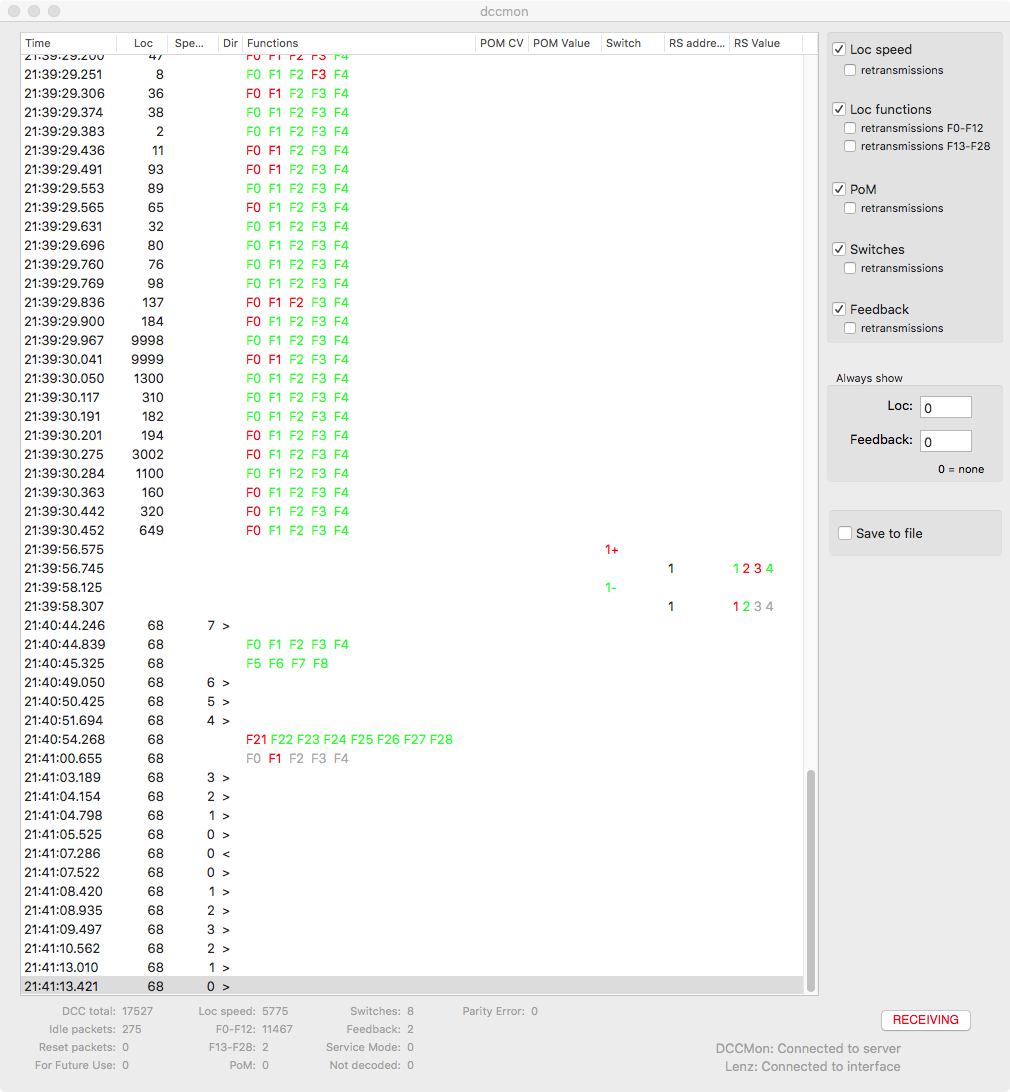 dccmon
Time Loc Spe... Dir Functions POM CV POM Value Switch RS addre... RS Value
21:39:29.200 47 F0 F1 F2 F3 F4
21:39:29.251 8 F0 F1 F2 F3 F4
21:39:29.306 36 F0 F1 F2 F3 F4
21:39:29.374 38 F0 F1 F2 F3 F4
21:39:29.383 2 F0 F1 F2 F3 F4
21:39:29.436 11 F0 F1 F2 F3 F4
21:39:29.491 93 F0 F1 F2 F3 F4
21:39:29.553 89 F0 F1 F2 F3 F4
21:39:29.565 65 F0 F1 F2 F3 F4
21:39:29.631 32 F0 F1 F2 F3 F4
21:39:29.696 80 F0 F1 F2 F3 F4
21:39:29.760 76 F0 F1 F2 F3 F4
21:39:29.769 98 F0 F1 F2 F3 F4
21:39:29.836 137 F0 F1 F2 F3 F4
21:39:29.900 184 F0 F1 F2 F3 F4
21:39:29.967 9998 F0 F1 F2 F3 F4
21:39:30.041 9999 F0 F1 F2 F3 F4
21:39:30.050 1300 F0 F1 F2 F3 F4
21:39:30.117 310 F0 F1 F2 F3 F4
21:39:30.191 182 F0 F1 F2 F3 F4
21:39:30.201 194 F0 F1 F2 F3 F4
21:39:30.275 3002 F0 F1 F2 F3 F4
21:39:30.284 1100 F0 F1 F2 F3 F4
21:39:30.363 160 F0 F1 F2 F3 F4
21:39:30.442 320 F0 F1 F2 F3 F4
21:39:30.452 649 F0 F1 F2 F3 F4
21:39:56.575 1+
21:39:56.745 1 1 2 3 4
21:39:58.125 1-
21:39:58.307 1 1 2 3 4
21:40:44.246 68 7 >
21:40:44.839 68 F0 F1 F2 F3 F4
21:40:45.325 68 F5 F6 F7 F8
21:40:49.050 68 6 >
21:40:50.425 68 5 >
21:40:51.694 68 4 >
21:40:54.268 68 F21 F22 F23 F24 F25 F26 F27 F28
21:41:00.655 68 F0 F1 F2 F3 F4
21:41:03.189 68 3 >
21:41:04.154 68 2 >
21:41:04.798 68 1 >
21:41:05.525 68 0 >
21:41:07.286 68 0 <
21:41:07.522 68 0 >
21:41:08.420 68 1 >
21:41:08.935 68 2 >
21:41:09.497 68 3 >
21:41:10.562 68 2 >
21:41:13.010 68 1 >
21:41:13.421 68 0 >
Loc speed
retransmissions
Loc functions
retransmissions F0-F12
retransmissions F13-F28
PoM
retransmissions
Switches
retransmissions
Feedback
retransmissions
Always show
Loc: 0
Feedback: 0
0 = none
Save to file
DCC total: 17527 Loc speed: 5775 Switches: 8 Parity Error: 0
Idle packets: 275 F0-F12: 11467 Feedback: 2
Reset packets: 0 F13-F28: 2 Service Mode: 0
For Future Use: 0 PoM: 0 Not decoded: 0
RECEIVING
DCCMon: Connected to server
Lenz: Connected to interface